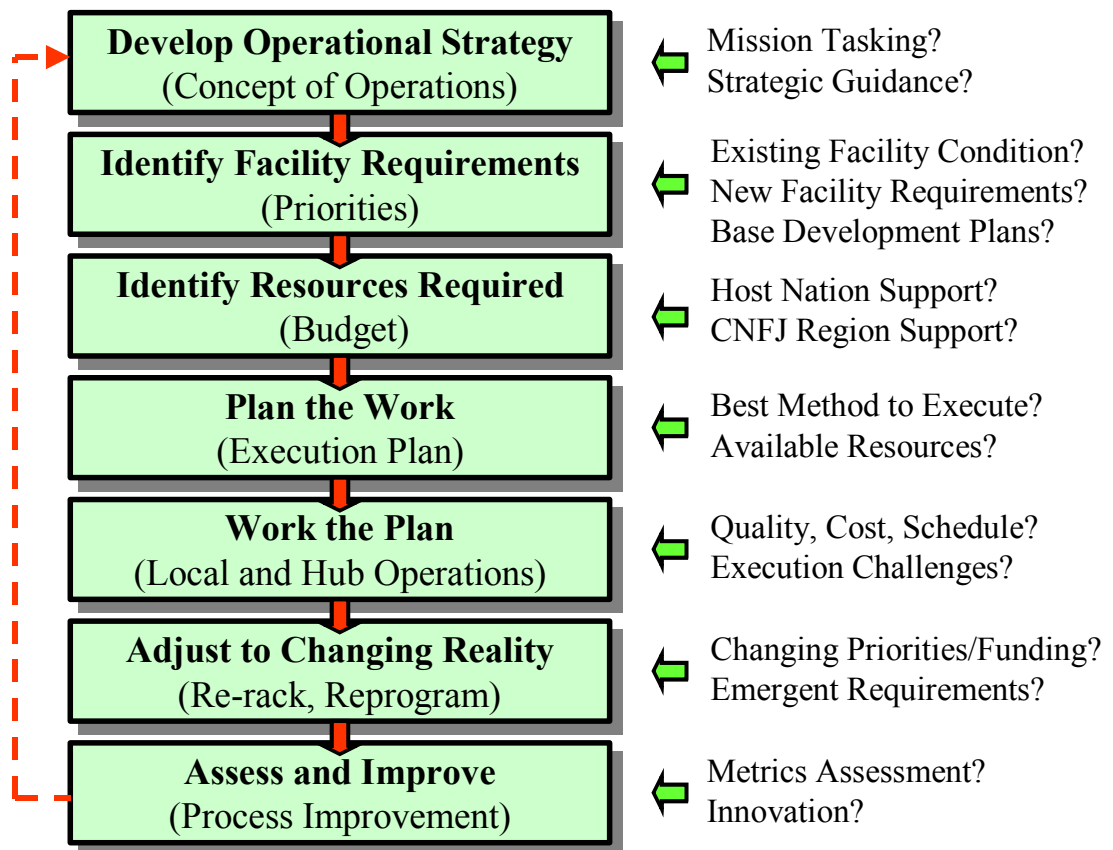 Develop Operational Strategy
(Concept of Operations)
Mission Tasking?
Strategic Guidance?
Identify Facility Requirements
(Priorities)
Existing Facility Condition?
New Facility Requirements?
Base Development Plans?
Identify Resources Required
(Budget)
Host Nation Support?
CNFJ Region Support?
Plan the Work
(Execution Plan)
Best Method to Execute?
Available Resources?
Work the Plan
(Local and Hub Operations)
Quality, Cost, Schedule?
Execution Challenges?
Adjust to Changing Reality
(Re-rack, Reprogram)
Changing Priorities/Funding?
Emergent Requirements?
Assess and Improve
(Process Improvement)
Metrics Assessment?
Innovation?